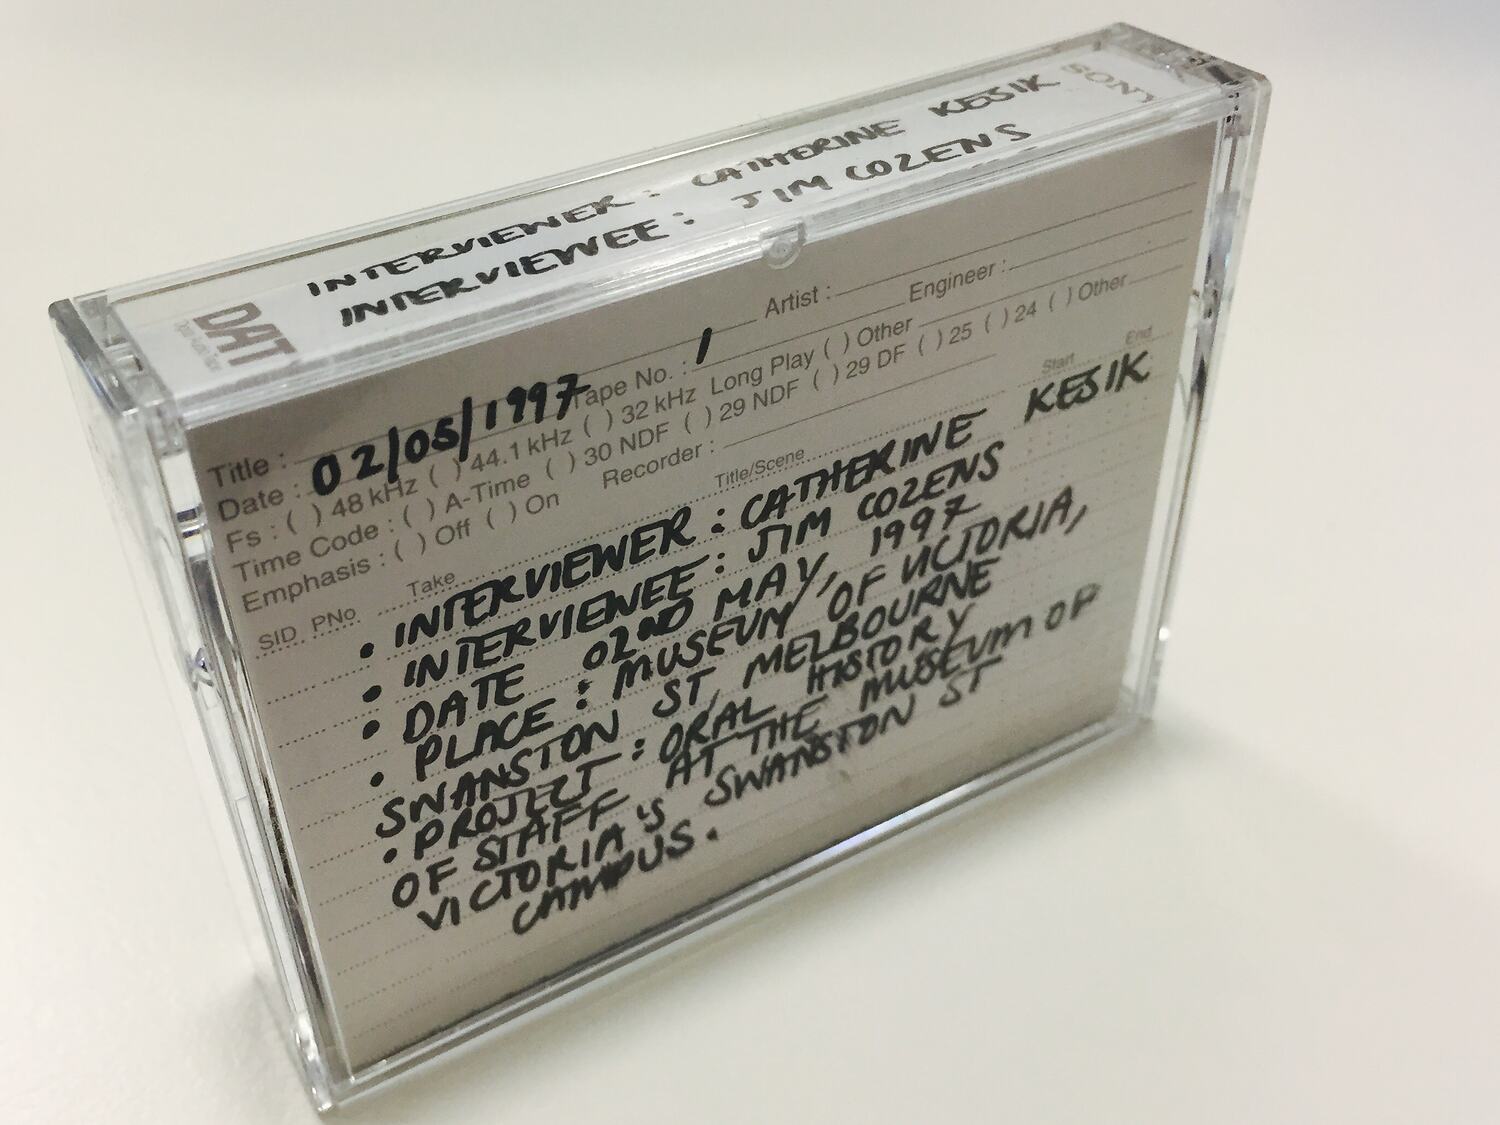 INTERVIEWER: CATHERINE KESIK
INTERVIEWEE: JIM COZENS
SONY
DAT
Title:
Artist:
Date: 02/05/1997 Tape No.: 1 Engineer:
Fs: ( ) 48 kHz ( ) 44.1 kHz ( ) 32 kHz Long Play ( ) Other
Time Code: ( ) A-Time ( ) 30 NDF ( ) 29 NDF ( ) 29 DF ( ) 25 ( ) 24 ( ) Other
Emphasis: ( ) Off ( ) On Recorder:
SID PNo. Take Title/Scene Start End
• INTERVIEWER: CATHERINE KESIK
• INTERVIEWEE: JIM COZENS
• DATE 02ND MAY, 1997
• PLACE: MUSEUM OF VICTORIA,
SWANSTON ST, MELBOURNE
• PROJECT: ORAL HISTORY
OF STAFF AT THE MUSEUM OF
VICTORIA'S SWANSTON ST
CAMPUS.